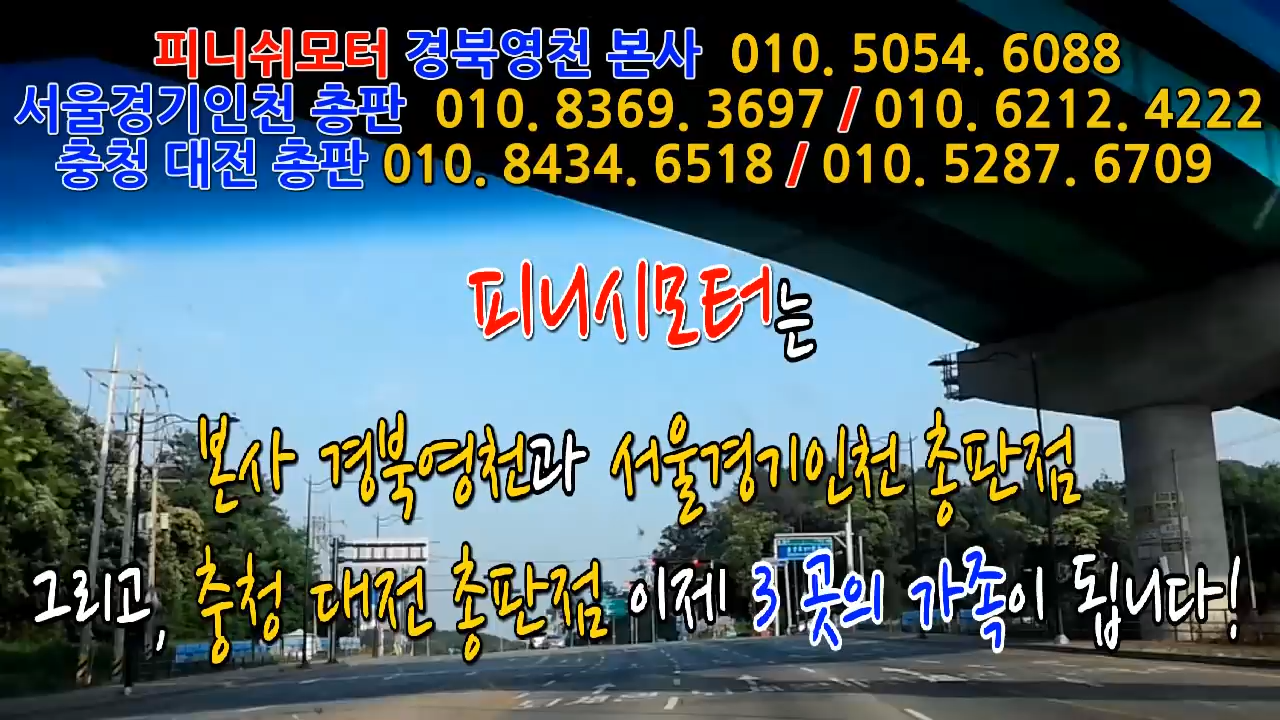 피니쉬모터 경북영천 본사 010. 5054. 6088
서울경기인천 총판 010. 8369. 3697 / 010. 6212. 4222
충청 대전 총판 010. 8434. 6518 / 010. 5287. 6709
피니시모터는
본사 경북영천과 서울경기인천 총판점
그리고, 충청 대전 총판점 이제 3 곳의 가족이 됩니다!